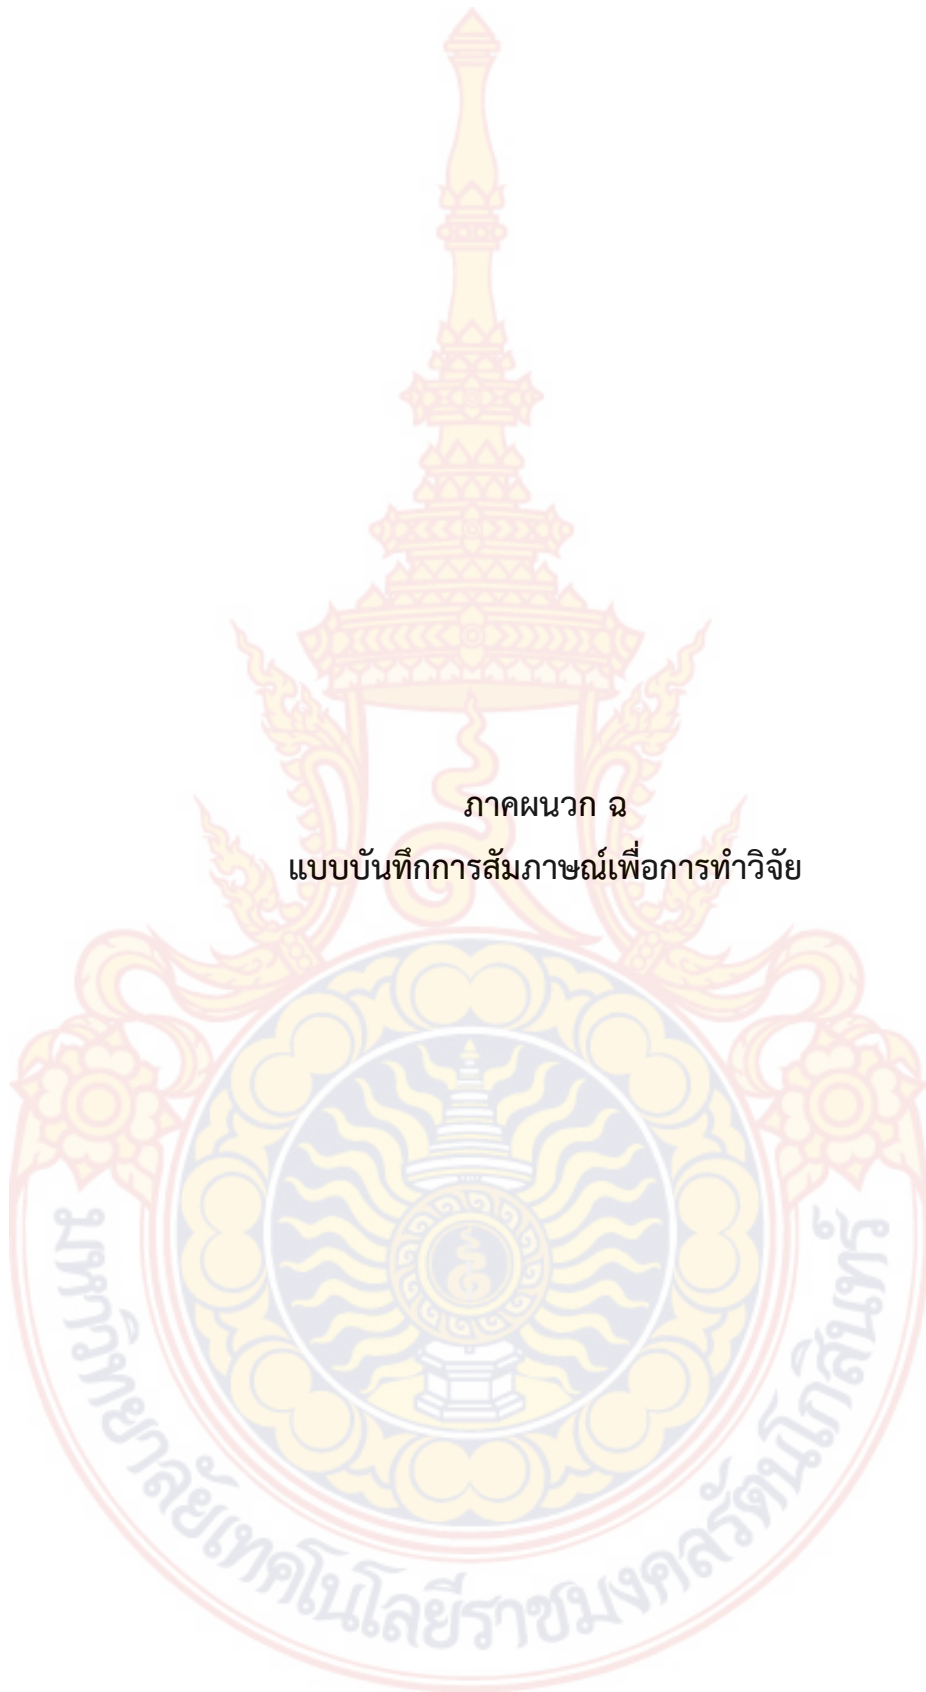 ภาคผนวก ฉ
แบบบันทึกการสัมภาษณ์เพื่อการทำวิจัย
มหาวิทยาลัยเทคโนโลยีราชมงคลรัตนโกสินทร์